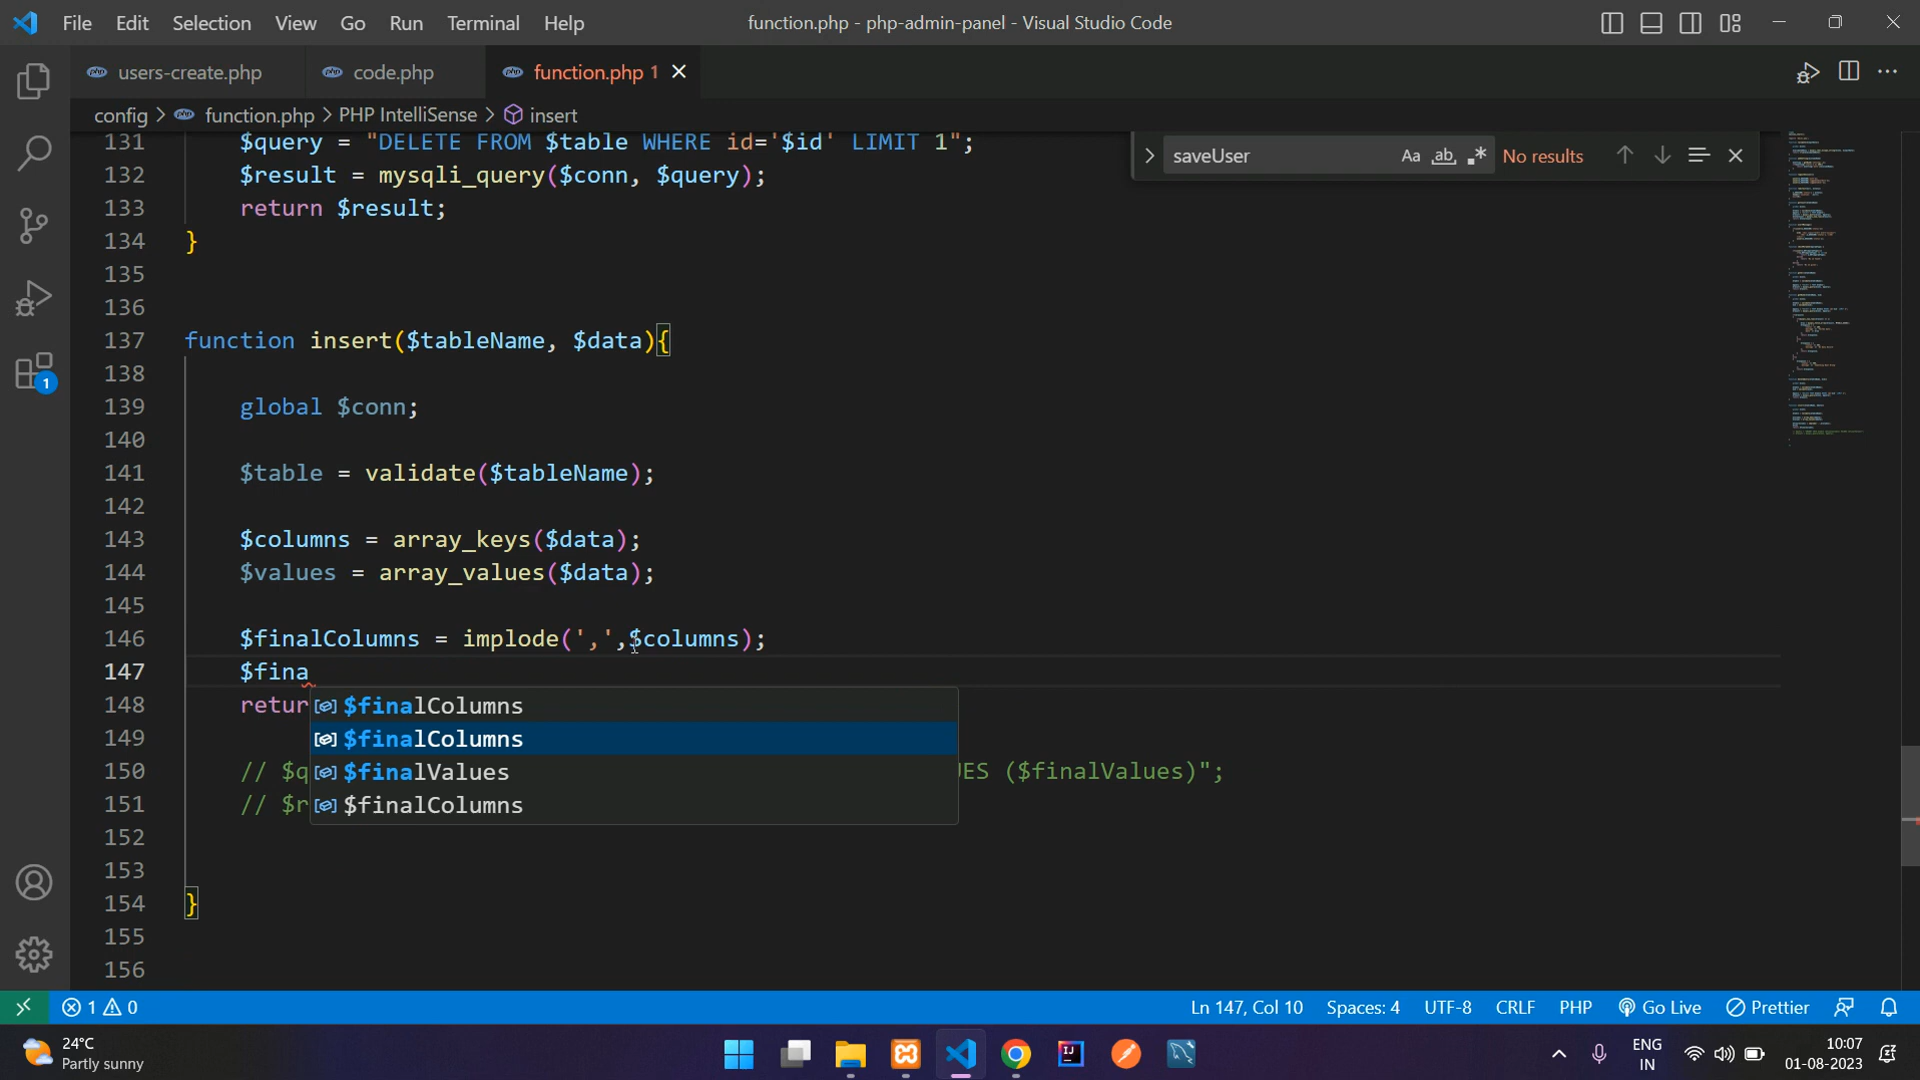 File Edit Selection View Go Run Terminal Help function.php - php-admin-panel - Visual Studio Code
users-create.php code.php function.php 1
config > function.php > PHP IntelliSense > insert
saveUser Aa ab .* No results
131 $query = "DELETE FROM $table WHERE id='$id' LIMIT 1";
132 $result = mysqli_query($conn, $query);
133 return $result;
134 }
135
136
137 function insert($tableName, $data){
138
139 global $conn;
140
141 $table = validate($tableName);
142
143 $columns = array_keys($data);
144 $values = array_values($data);
145
146 $finalColumns = implode(',',$columns);
147 $fina
148 retur $finalColumns
149 $finalColumns
150 // $q $finalValues UES ($finalValues)";
151 // $r $finalColumns
152
153
154 }
155
156
1
1 0 Ln 147, Col 10 Spaces: 4 UTF-8 CRLF PHP Go Live Prettier
24°C
Partly sunny
ENG
IN
10:07
01-08-2023